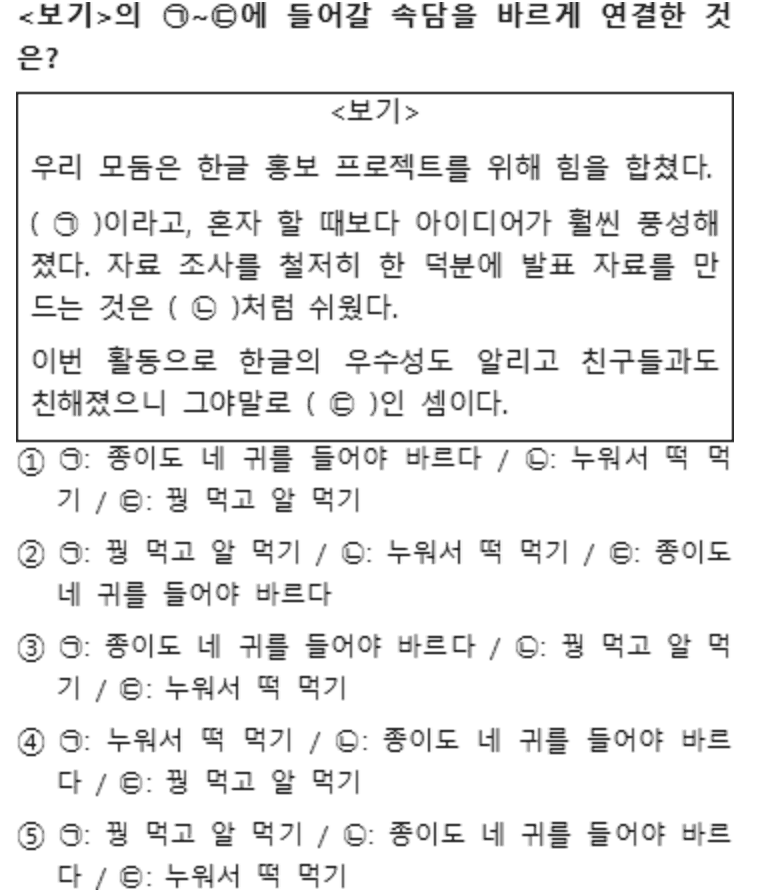 <보기>의 ㉠~㉢에 들어갈 속담을 바르게 연결한 것
은?
<보기>
우리 모둠은 한글 홍보 프로젝트를 위해 힘을 합쳤다.
( ㉠ )이라고, 혼자 할 때보다 아이디어가 훨씬 풍성해
졌다. 자료 조사를 철저히 한 덕분에 발표 자료를 만
드는 것은 ( ㉡ )처럼 쉬웠다.
이번 활동으로 한글의 우수성도 알리고 친구들과도
친해졌으니 그야말로 ( ㉢ )인 셈이다.
① ㉠: 종이도 네 귀를 들어야 바르다 / ㉡: 누워서 떡 먹
기 / ㉢: 꿩 먹고 알 먹기
② ㉠: 꿩 먹고 알 먹기 / ㉡: 누워서 떡 먹기 / ㉢: 종이도
네 귀를 들어야 바르다
③ ㉠: 종이도 네 귀를 들어야 바르다 / ㉡: 꿩 먹고 알 먹
기 / ㉢: 누워서 떡 먹기
④ ㉠: 누워서 떡 먹기 / ㉡: 종이도 네 귀를 들어야 바르
다 / ㉢: 꿩 먹고 알 먹기
⑤ ㉠: 꿩 먹고 알 먹기 / ㉡: 종이도 네 귀를 들어야 바르
다 / ㉢: 누워서 떡 먹기